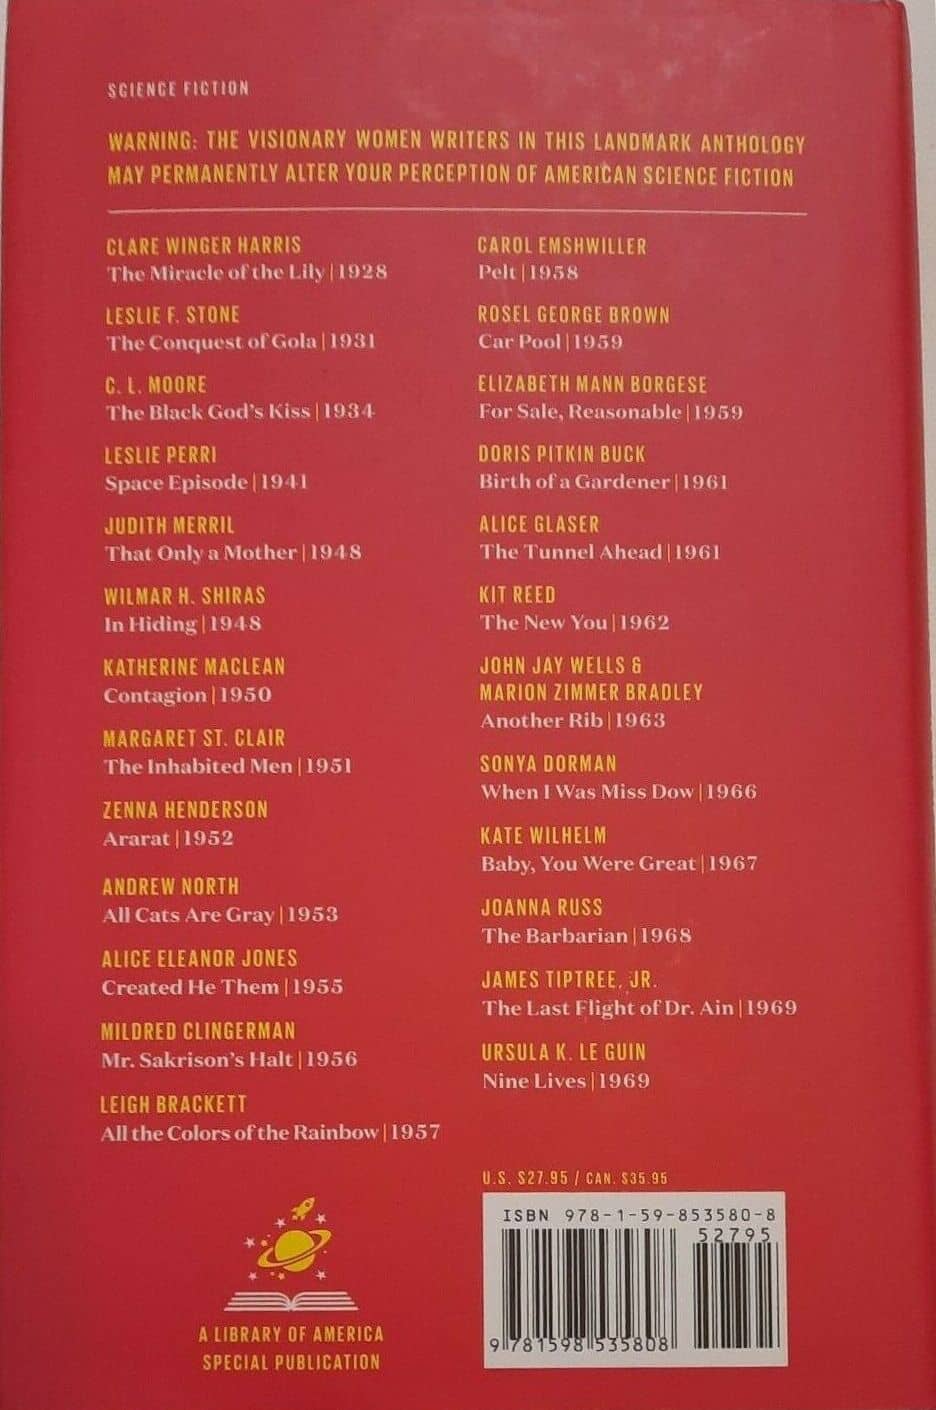 SCIENCE FICTION
WARNING: THE VISIONARY WOMEN WRITERS IN THIS LANDMARK ANTHOLOGY
MAY PERMANENTLY ALTER YOUR PERCEPTION OF AMERICAN SCIENCE FICTION
CLARE WINGER HARRIS
The Miracle of the Lily | 1928
LESLIE F. STONE
The Conquest of Gola | 1931
C. L. MOORE
The Black God's Kiss | 1934
LESLIE PERRI
Space Episode | 1941
JUDITH MERRIL
That Only a Mother | 1948
WILMAR H. SHIRAS
In Hiding | 1948
KATHERINE MACLEAN
Contagion | 1950
MARGARET ST. CLAIR
The Inhabited Men | 1951
ZENNA HENDERSON
Ararat | 1952
ANDREW NORTH
All Cats Are Gray | 1953
ALICE ELEANOR JONES
Created He Them | 1955
MILDRED CLINGERMAN
Mr. Sakrison's Halt | 1956
LEIGH BRACKETT
All the Colors of the Rainbow | 1957
CAROL EMSHWILLER
Pelt | 1958
ROSEL GEORGE BROWN
Car Pool | 1959
ELIZABETH MANN BORGESE
For Sale, Reasonable | 1959
DORIS PITKIN BUCK
Birth of a Gardener | 1961
ALICE GLASER
The Tunnel Ahead | 1961
KIT REED
The New You | 1962
JOHN JAY WELLS &
MARION ZIMMER BRADLEY
Another Rib | 1963
SONYA DORMAN
When I Was Miss Dow | 1966
KATE WILHELM
Baby, You Were Great | 1967
JOANNA RUSS
The Barbarian | 1968
JAMES TIPTREE, JR.
The Last Flight of Dr. Ain | 1969
URSULA K. LE GUIN
Nine Lives | 1969
A LIBRARY OF AMERICA
SPECIAL PUBLICATION
U.S. $27.95 / CAN. $35.95
ISBN 978-1-59-853580-8
52795
9 781598 535808